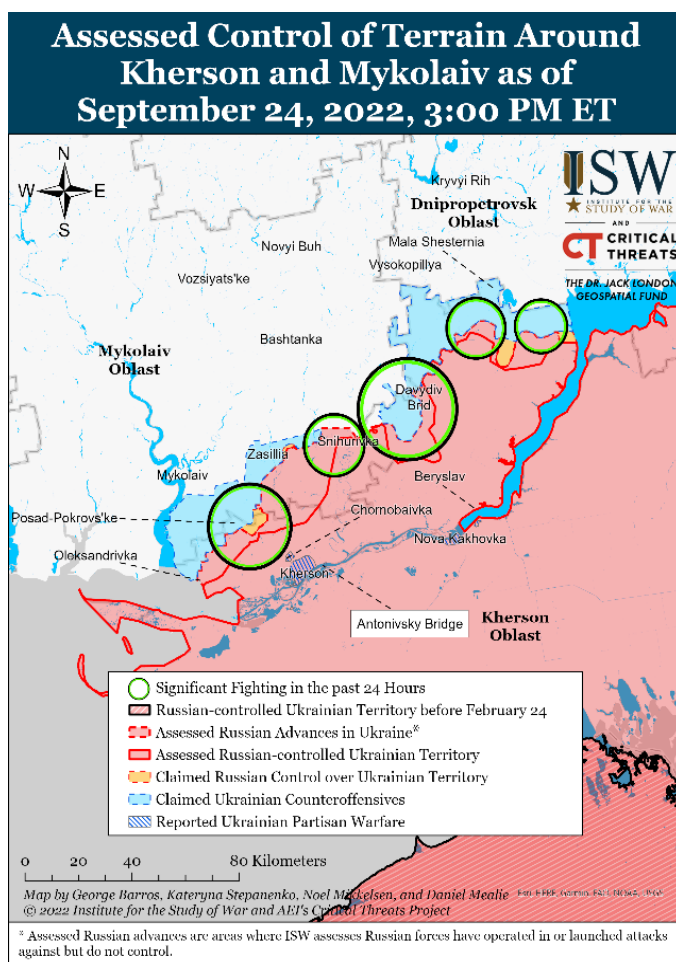 Assessed Control of Terrain Around
Kherson and Mykolaiv as of
September 24, 2022, 3:00 PM ET
N
W E
S
ISW
INSTITUTE FOR THE
STUDY OF WAR
AND
CT CRITICAL
THREATS
THE DR. JACK LONDON
GEOSPATIAL FUND
Kryvyi Rih
Dnipropetrovsk
Oblast
Mala Shesternia
Novyi Buh
Vysokopillya
Vozsiyats'ke
Bashtanka
Mykolaiv
Oblast
Davydiv
Brid
Snihurivka
Zasillia
Mykolaiv
Beryslav
Chornobaivka
Posad-Pokrovs'ke
Nova Kakhovka
Oleksandrivka
Kherson
Kherson
Oblast
Antonivsky Bridge
Significant Fighting in the past 24 Hours
Russian-controlled Ukrainian Territory before February 24
Assessed Russian Advances in Ukraine*
Assessed Russian-controlled Ukrainian Territory
Claimed Russian Control over Ukrainian Territory
Claimed Ukrainian Counteroffensives
Reported Ukrainian Partisan Warfare
0 20 40 80 Kilometers
Map by George Barros, Kateryna Stepanenko, Noel Mikkelsen, and Daniel Mealie
© 2022 Institute for the Study of War and AEI's Critical Threats Project
* Assessed Russian advances are areas where ISW assesses Russian forces have operated in or launched attacks
against but do not control.